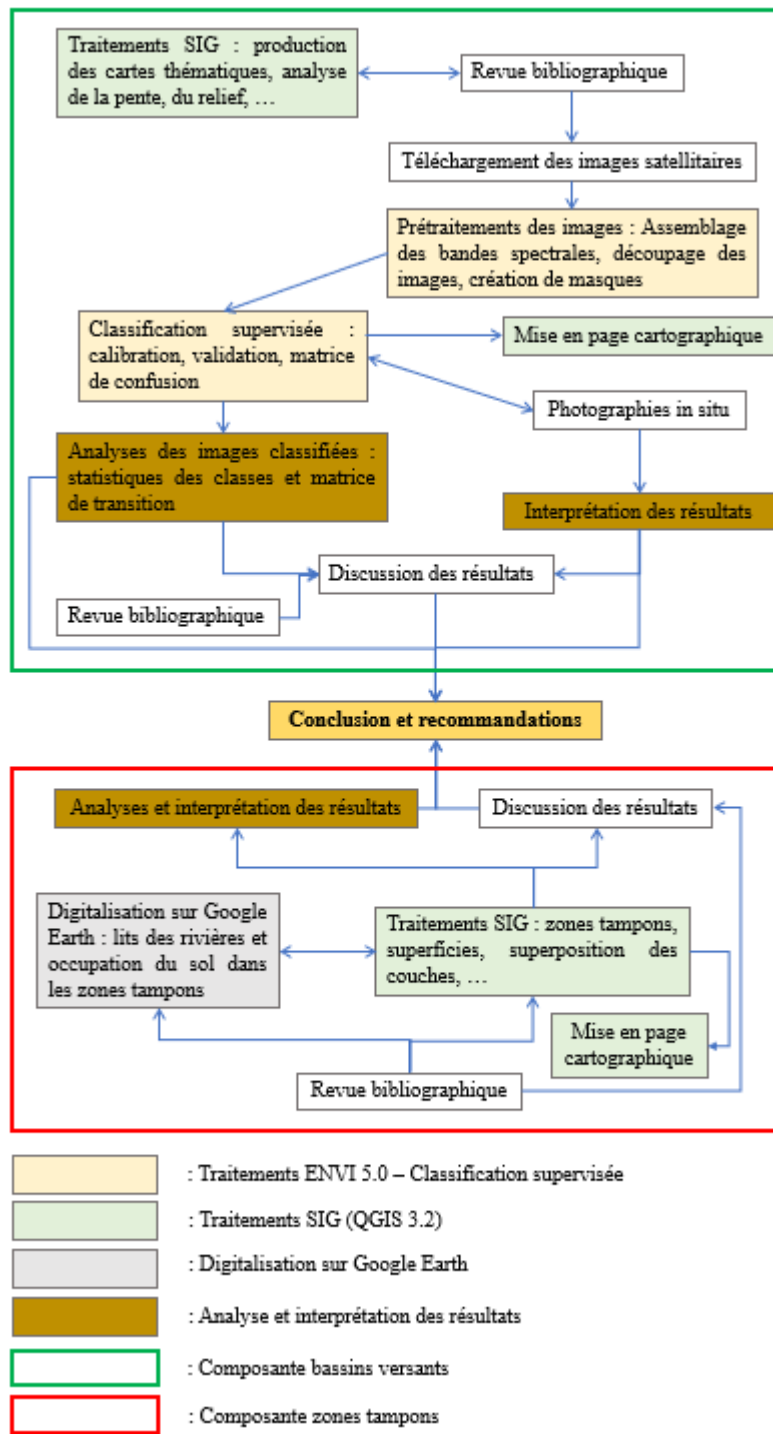 Traitements SIG : production
des cartes thématiques, analyse
de la pente, du relief, …
Revue bibliographique
Téléchargement des images satellitaires
Prétraitements des images : Assemblage
des bandes spectrales, découpage des
images, création de masques
Classification supervisée :
calibration, validation, matrice
de confusion
Mise en page cartographique
Photographies in situ
Analyses des images classifiées :
statistiques des classes et matrice
de transition
Interprétation des résultats
Discussion des résultats
Revue bibliographique
Conclusion et recommandations
Analyses et interprétation des résultats
Discussion des résultats
Digitalisation sur Google
Earth : lits des rivières et
occupation du sol dans
les zones tampons
Traitements SIG : zones tampons,
superficies, superposition des
couches, …
Mise en page
cartographique
Revue bibliographique
: Traitements ENVI 5.0 – Classification supervisée
: Traitements SIG (QGIS 3.2)
: Digitalisation sur Google Earth
: Analyse et interprétation des résultats
: Composante bassins versants
: Composante zones tampons